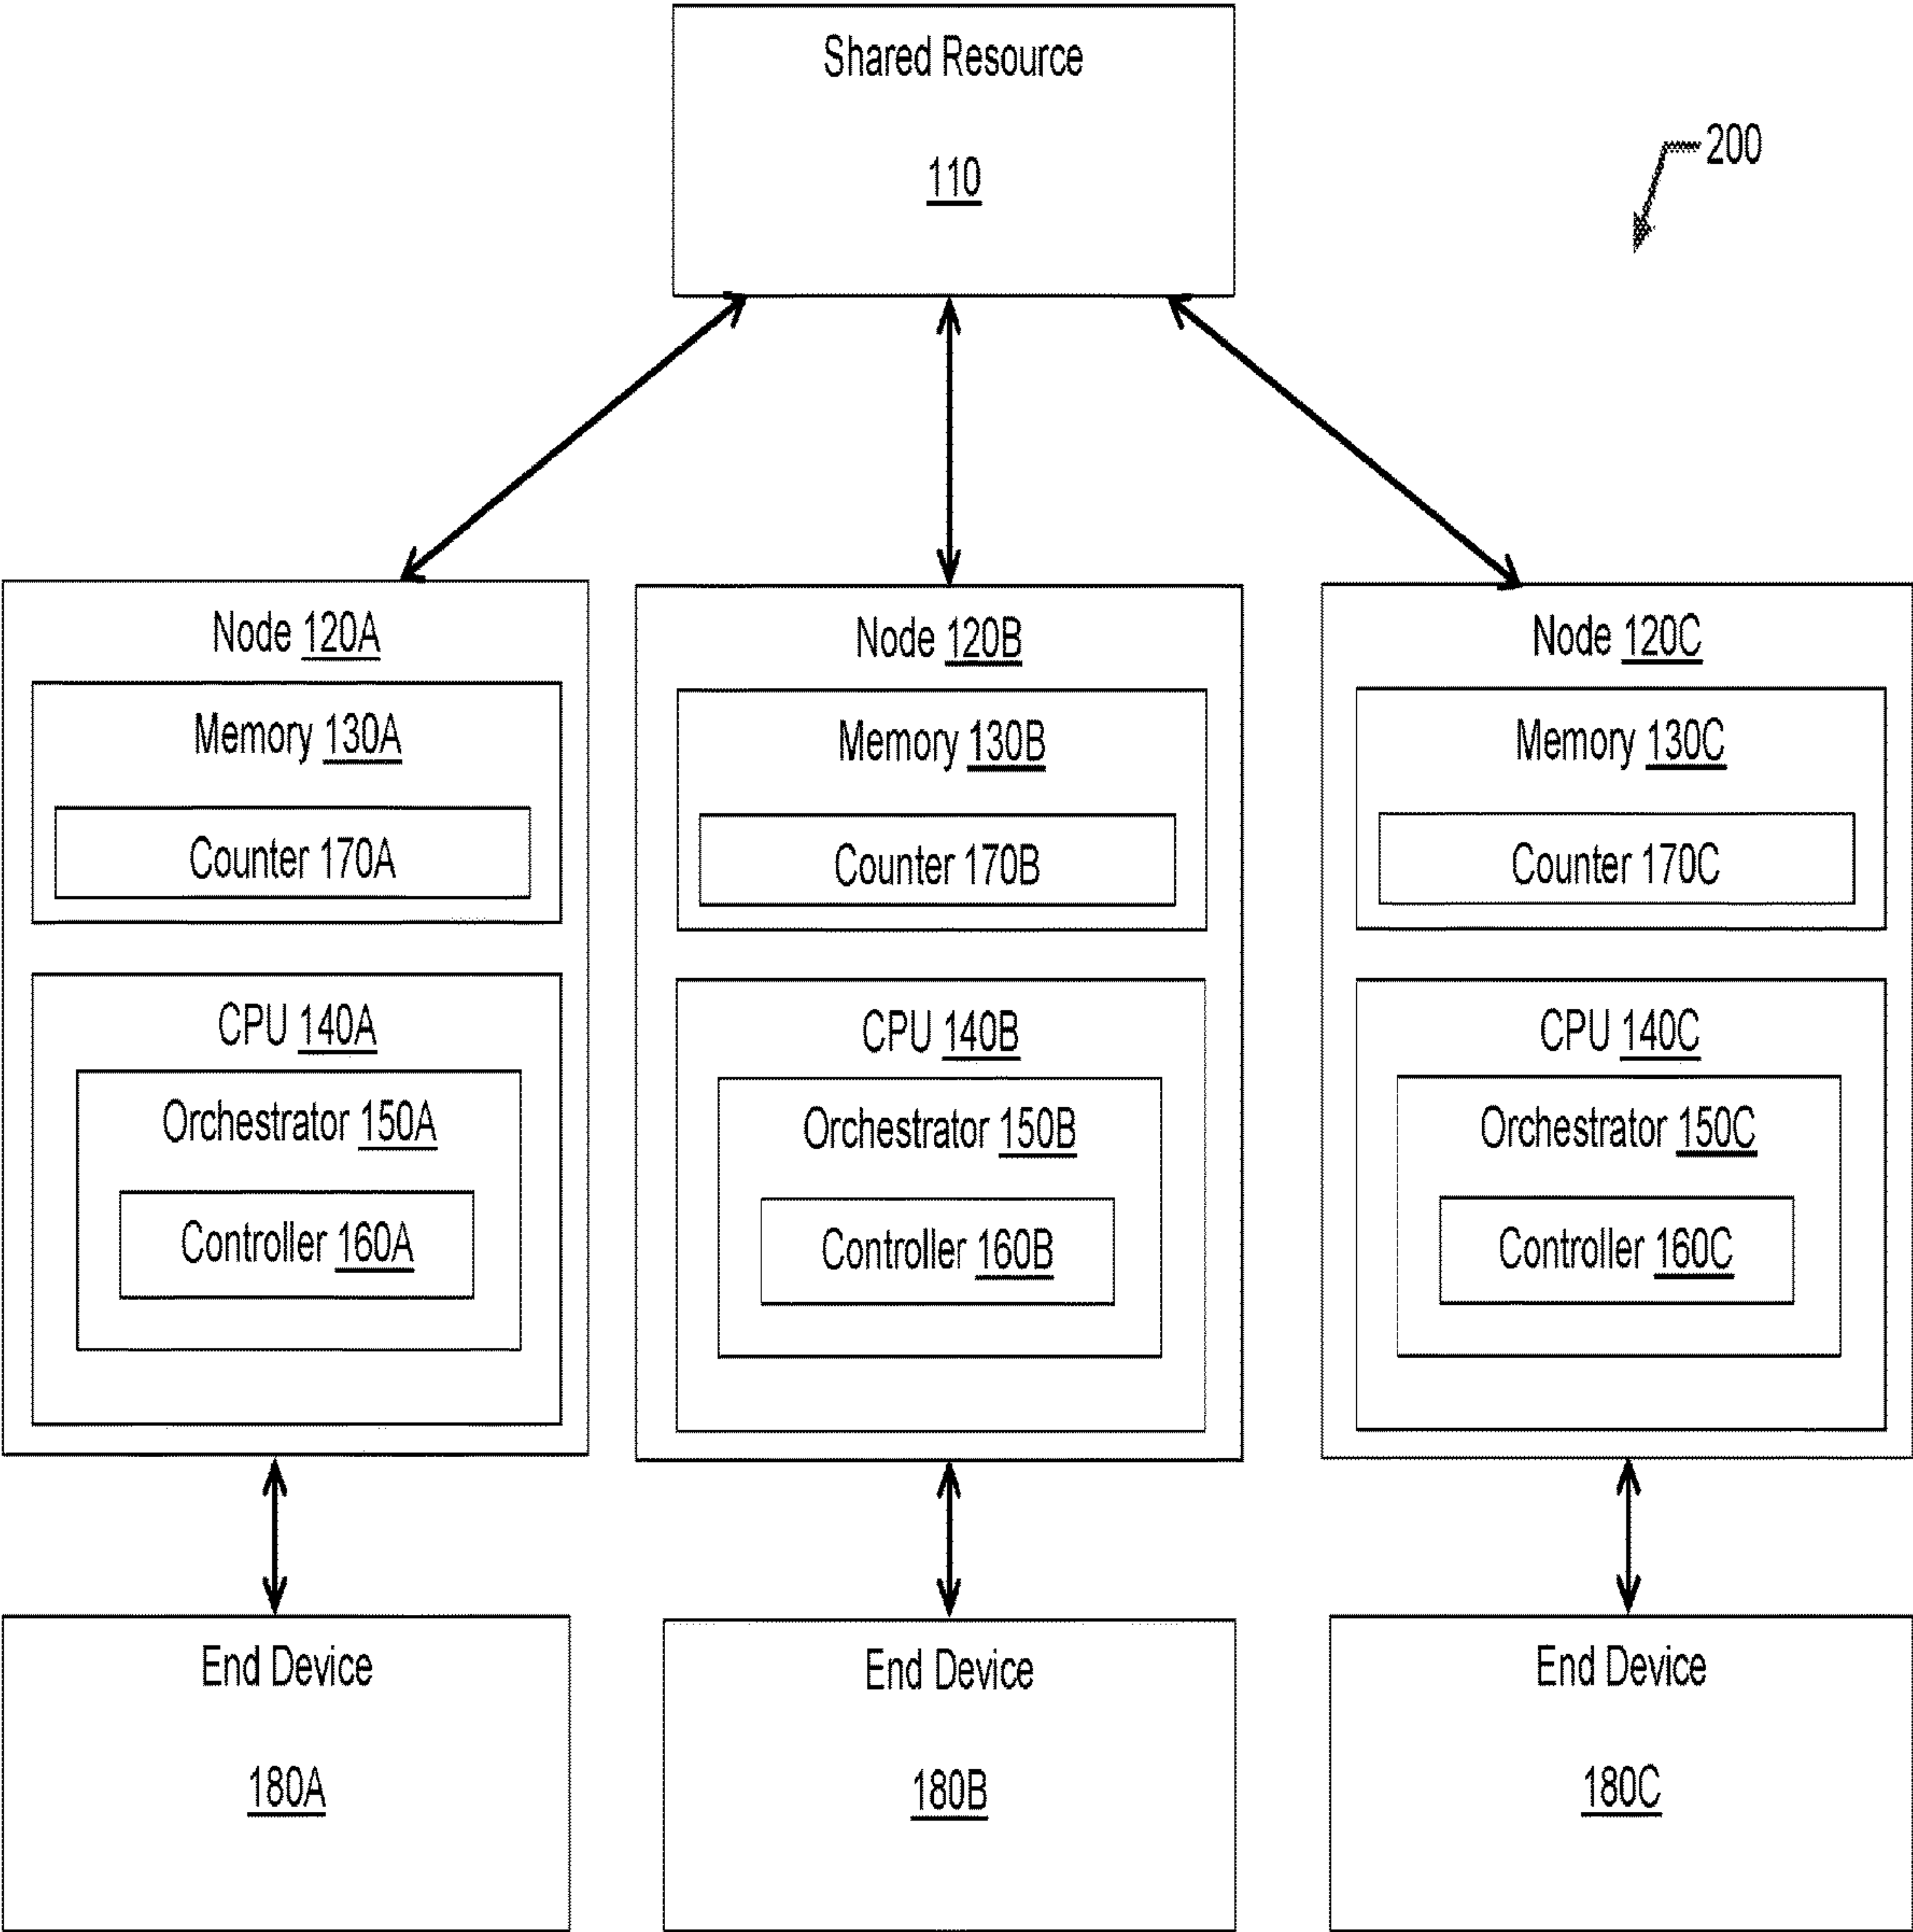 Shared Resource
110
200
Node 120A
Memory 130A
Counter 170A
CPU 140A
Orchestrator 150A
Controller 160A
Node 120B
Memory 130B
Counter 170B
CPU 140B
Orchestrator 150B
Controller 160B
Node 120C
Memory 130C
Counter 170C
CPU 140C
Orchestrator 150C
Controller 160C
End Device
180A
End Device
180B
End Device
180C